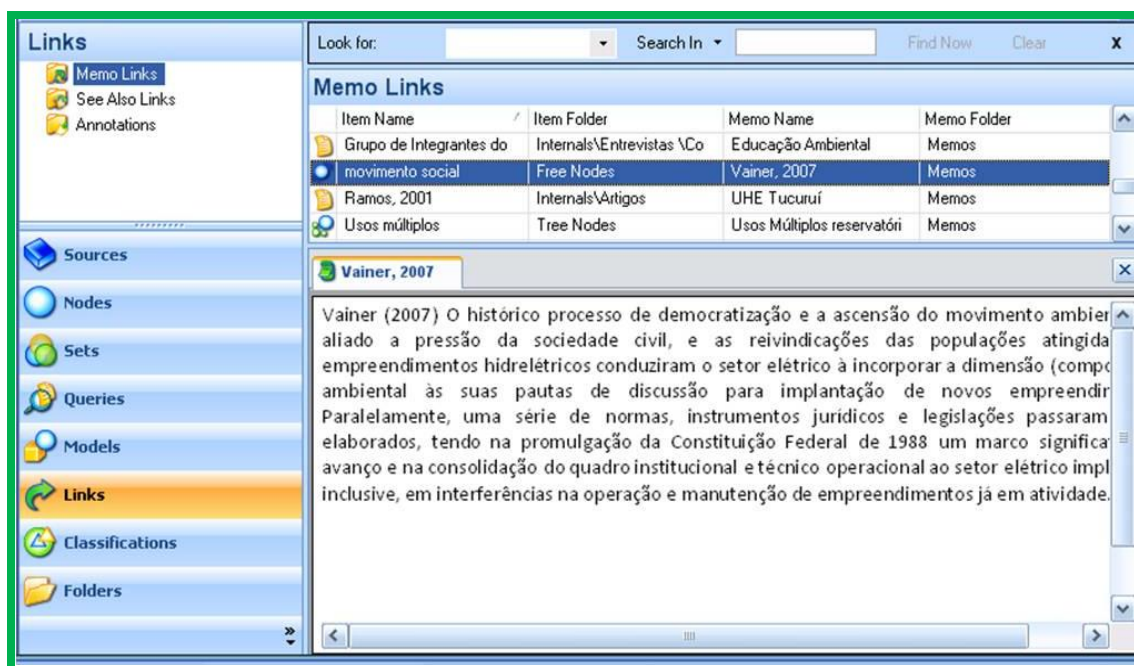 Links
Memo Links
See Also Links
Annotations
Sources
Nodes
Sets
Queries
Models
Links
Classifications
Folders
Look for: Search In Find Now Clear x
Memo Links
Item Name Item Folder Memo Name Memo Folder
Grupo de Integrantes do Internals\Entrevistas \Co Educação Ambiental Memos
movimento social Free Nodes Vainer, 2007 Memos
Ramos, 2001 Internals\Artigos UHE Tucuruí Memos
Usos múltiplos Tree Nodes Usos Múltiplos reservatóri Memos
Vainer, 2007
Vainer (2007) O histórico processo de democratização e a ascensão do movimento ambier
aliado a pressão da sociedade civil, e as reivindicações das populações atingida
empreendimentos hidrelétricos conduziram o setor elétrico à incorporar a dimensão (compo
ambiental às suas pautas de discussão para implantação de novos empreendir
Paralelamente, uma série de normas, instrumentos jurídicos e legislações passaram
elaborados, tendo na promulgação da Constituição Federal de 1988 um marco significa
avanço e na consolidação do quadro institucional e técnico operacional ao setor elétrico impl
inclusive, em interferências na operação e manutenção de empreendimentos já em atividade.